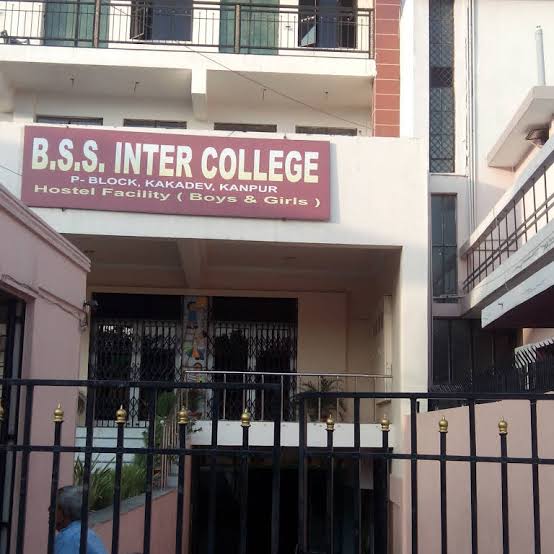 B.S.S. INTER COLLEGE
P- BLOCK, KAKADEV, KANPUR
Hostel Facility ( Boys & Girls )